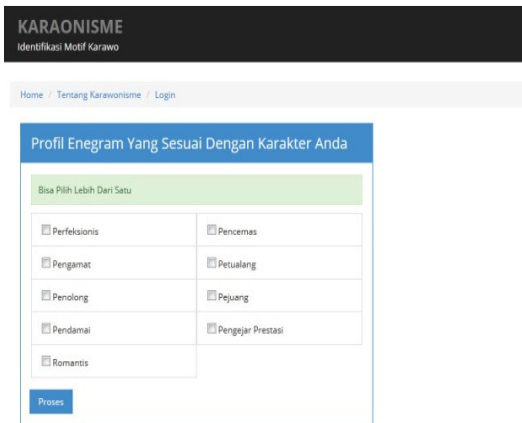 KARAONISME
Identifikasi Motif Karawo
Home / Tentang Karawonisme / Login
Profil Enegram Yang Sesuai Dengan Karakter Anda
Bisa Pilih Lebih Dari Satu
Perfeksionis Pencemas
Pengamat Petualang
Penolong Pejuang
Pendamai Pengejar Prestasi
Romantis
Proses